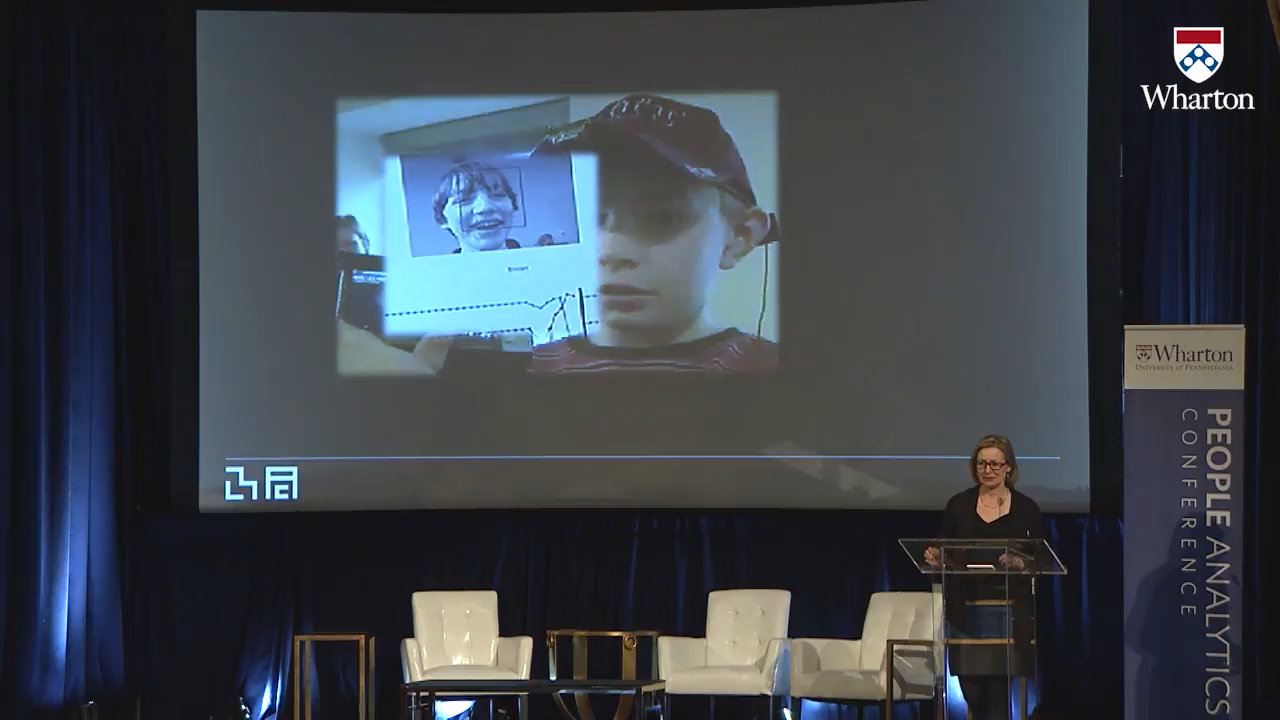 Wharton
Wharton
UNIVERSITY of PENNSYLVANIA
PEOPLE ANALYTICS
CONFERENCE